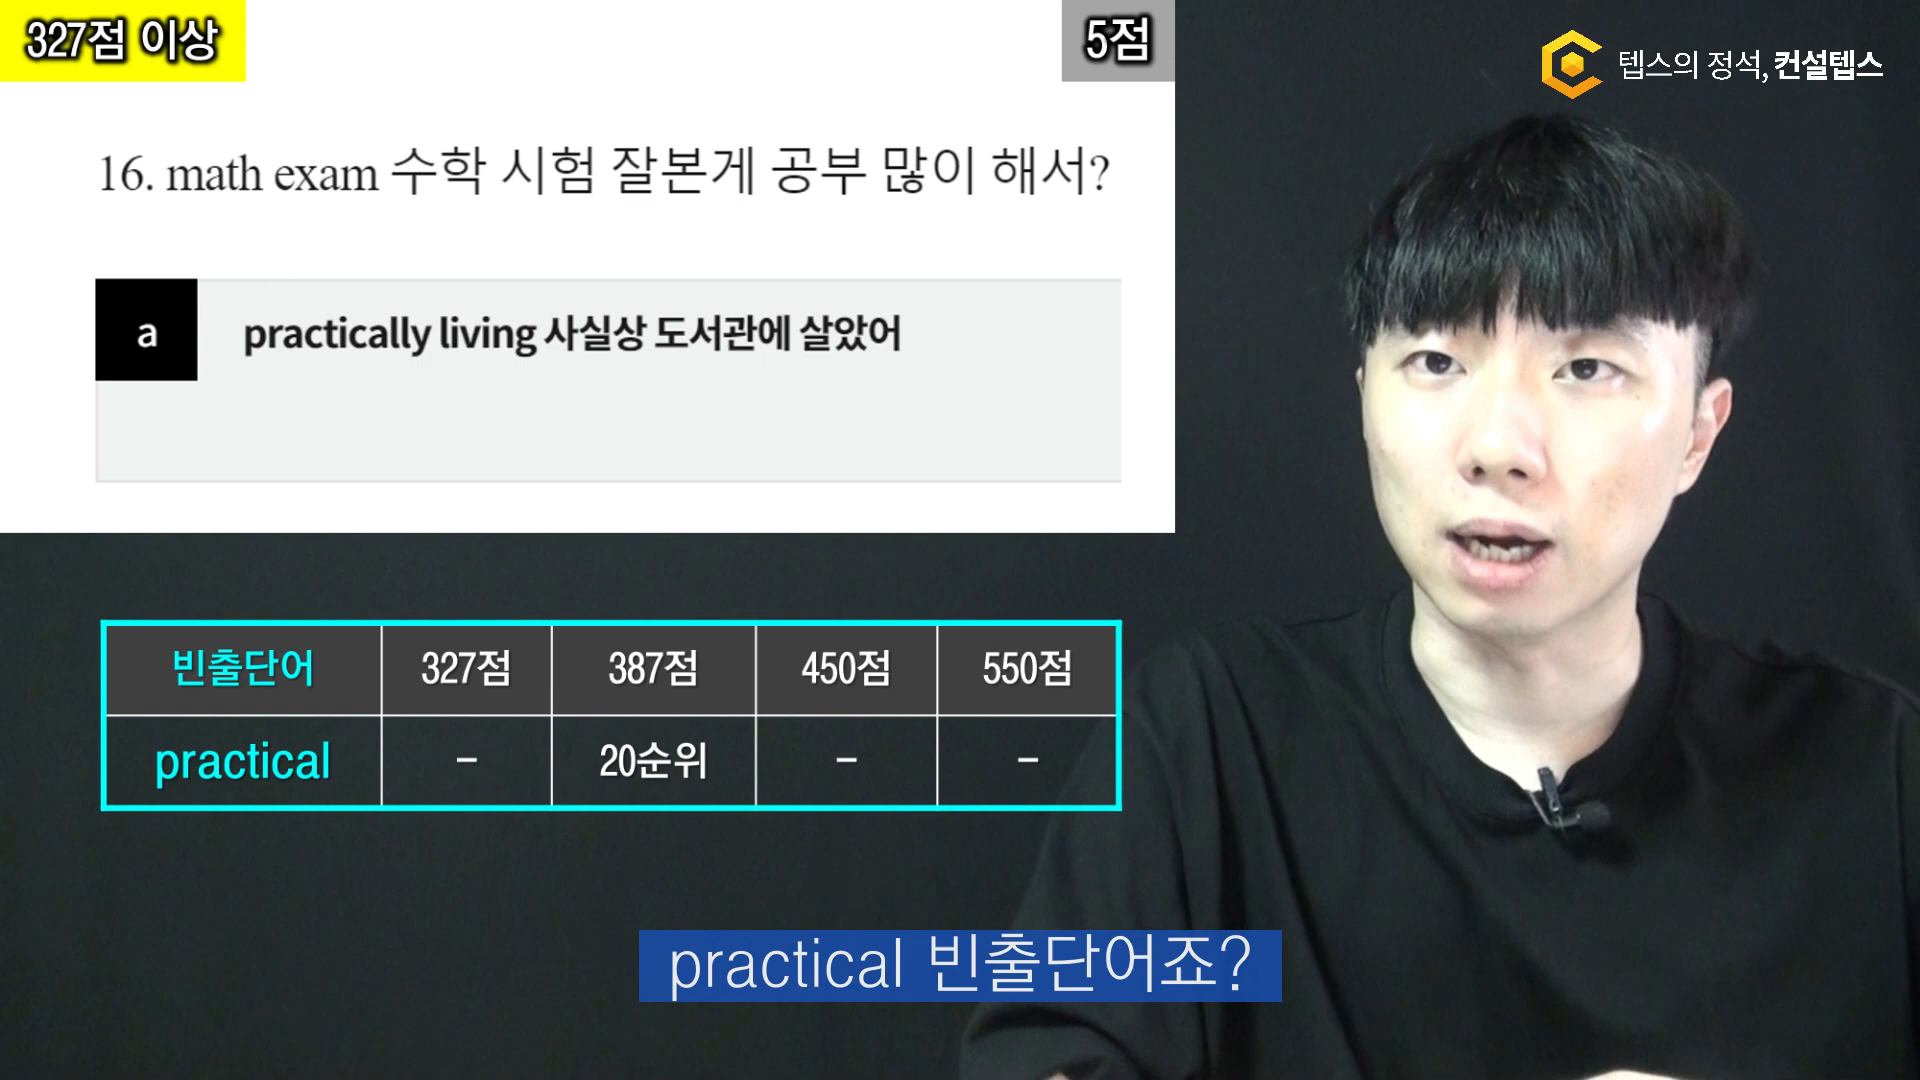 327점 이상
5점
텝스의 정석, 컨설텝스
16. math exam 수학 시험 잘본게 공부 많이 해서?
a practically living 사실상 도서관에 살았어
빈출단어 327점 387점 450점 550점
practical - 20순위 - -
practical 빈출단어죠?